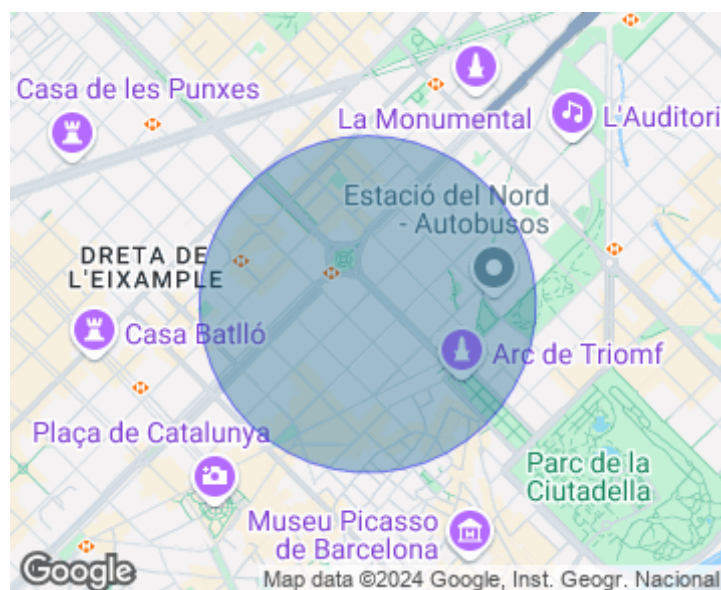 Casa de les Punxes
La Monumental
L'Auditori
Estació del Nord
- Autobusos
DRETA DE
L'EIXAMPLE
Casa Batlló
Arc de Triomf
Plaça de Catalunya
Parc de la
Ciutadella
Museu Picasso
de Barcelona
Google
Map data ©2024 Google, Inst. Geogr. Nacional